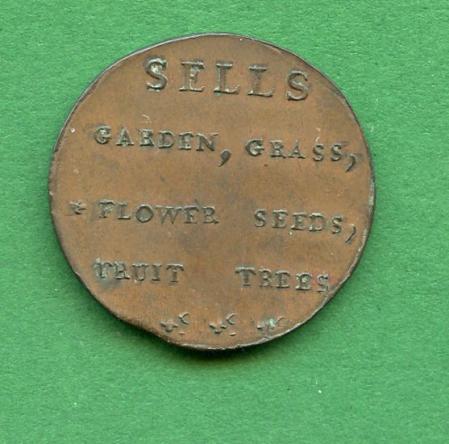 SELLS
GARDEN, GRASS,
& FLOWER SEEDS,
FRUIT TREES
&c &c &c